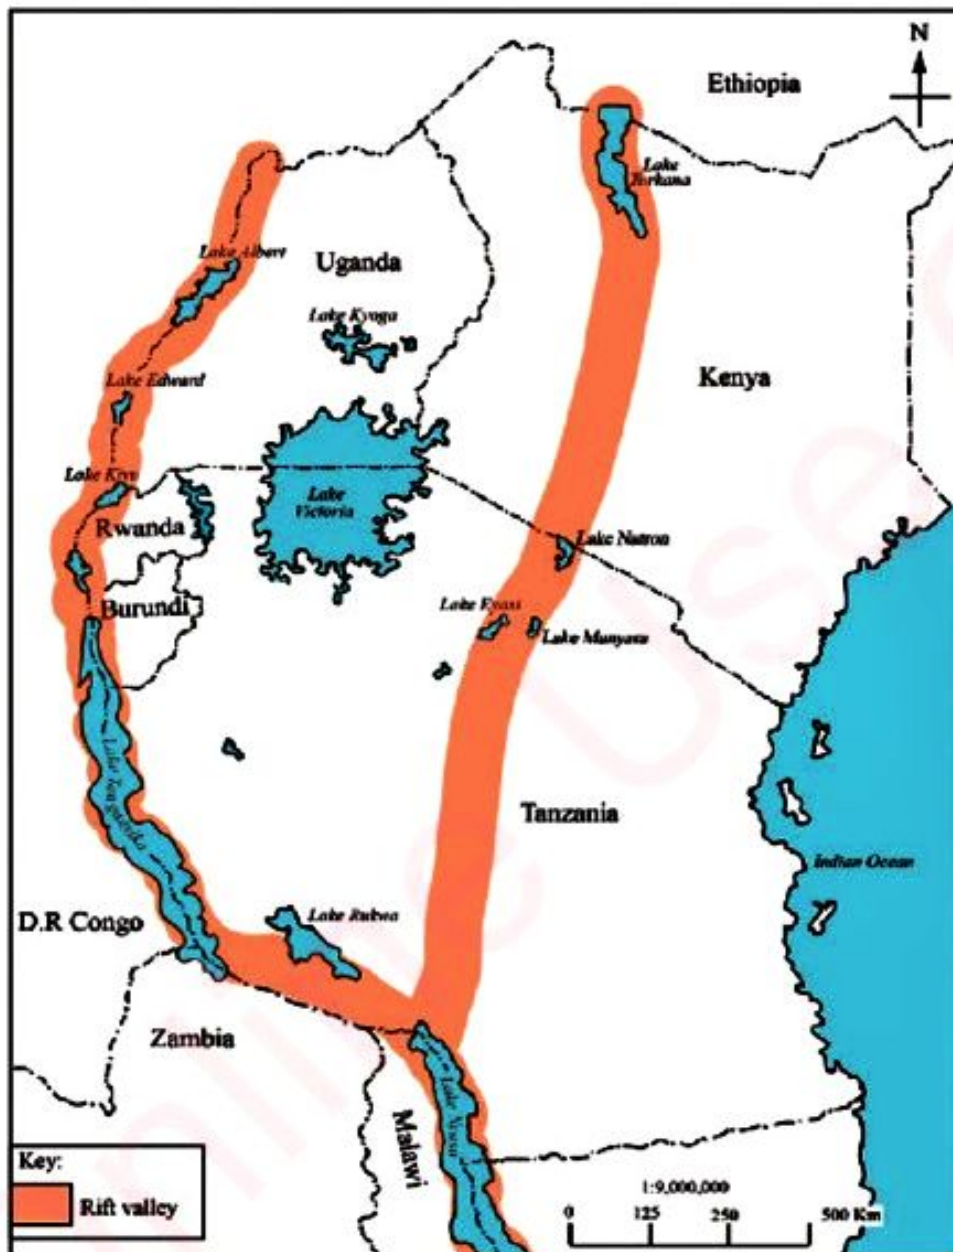 N
Ethiopia
Lake
Turkana
Lake Albert
Uganda
Lake Kyoga
Kenya
Lake Edward
Lake Kivu
Lake
Victoria
Rwanda
Lake Natron
Burundi
Lake Eyasi
Lake Manyara
Lake Tanganyika
Tanzania
Indian Ocean
D.R Congo
Lake Rukwa
Zambia
Lake Nyasa
Malawi
Key:
Rift valley
1:9,000,000
0 125 250 500 Km